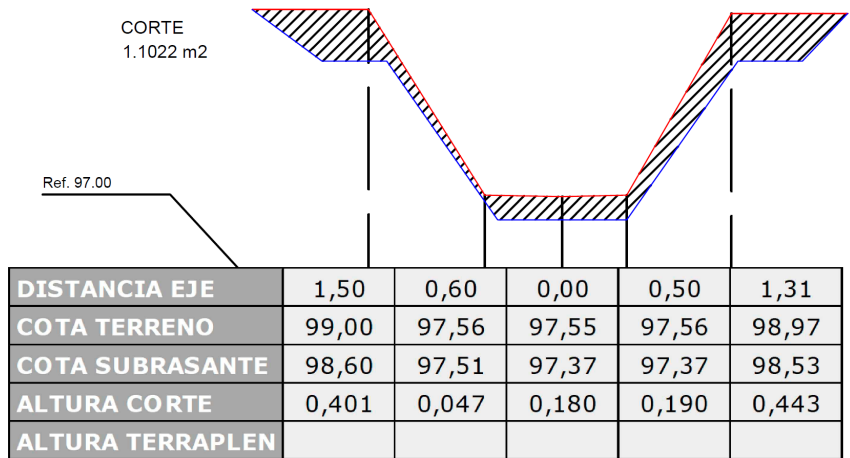 CORTE
1.1022 m2
Ref. 97.00
DISTANCIA EJE 1,50 0,60 0,00 0,50 1,31
COTA TERRENO 99,00 97,56 97,55 97,56 98,97
COTA SUBRASANTE 98,60 97,51 97,37 97,37 98,53
ALTURA CORTE 0,401 0,047 0,180 0,190 0,443
ALTURA TERRAPLEN